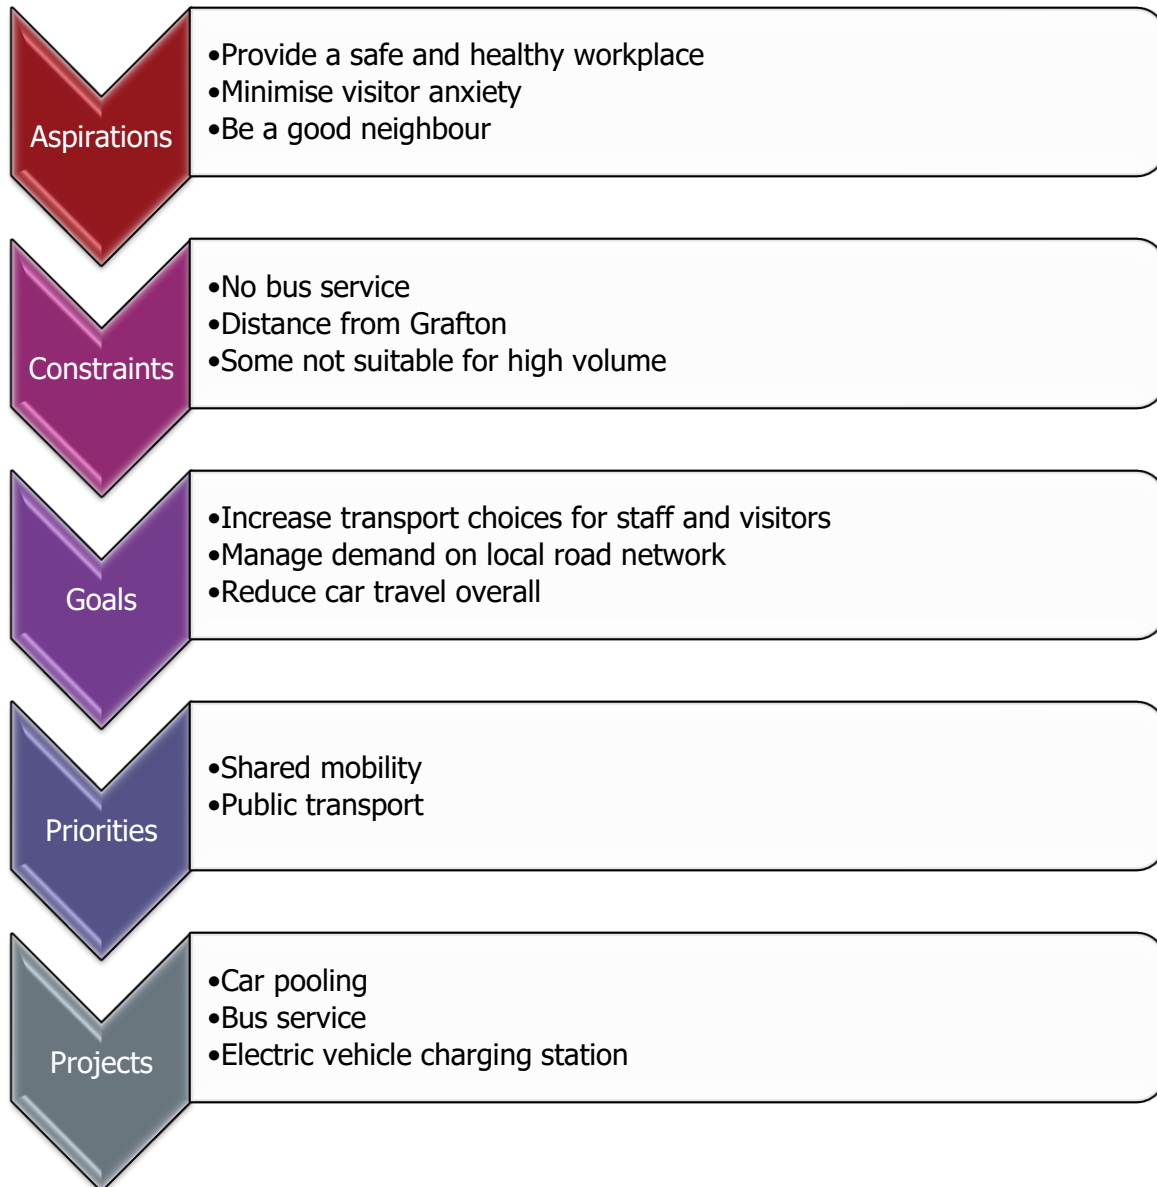 Aspirations
•Provide a safe and healthy workplace
•Minimise visitor anxiety
•Be a good neighbour
Constraints
•No bus service
•Distance from Grafton
•Some not suitable for high volume
Goals
•Increase transport choices for staff and visitors
•Manage demand on local road network
•Reduce car travel overall
Priorities
•Shared mobility
•Public transport
Projects
•Car pooling
•Bus service
•Electric vehicle charging station